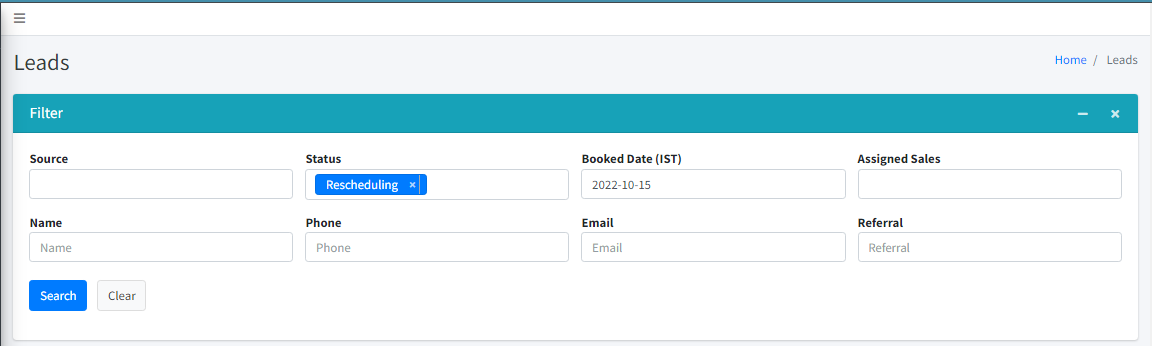 Leads
Home / Leads
Filter
Source Status Booked Date (IST) Assigned Sales
Rescheduling × 2022-10-15
Name Phone Email Referral
Name Phone Email Referral
Search Clear